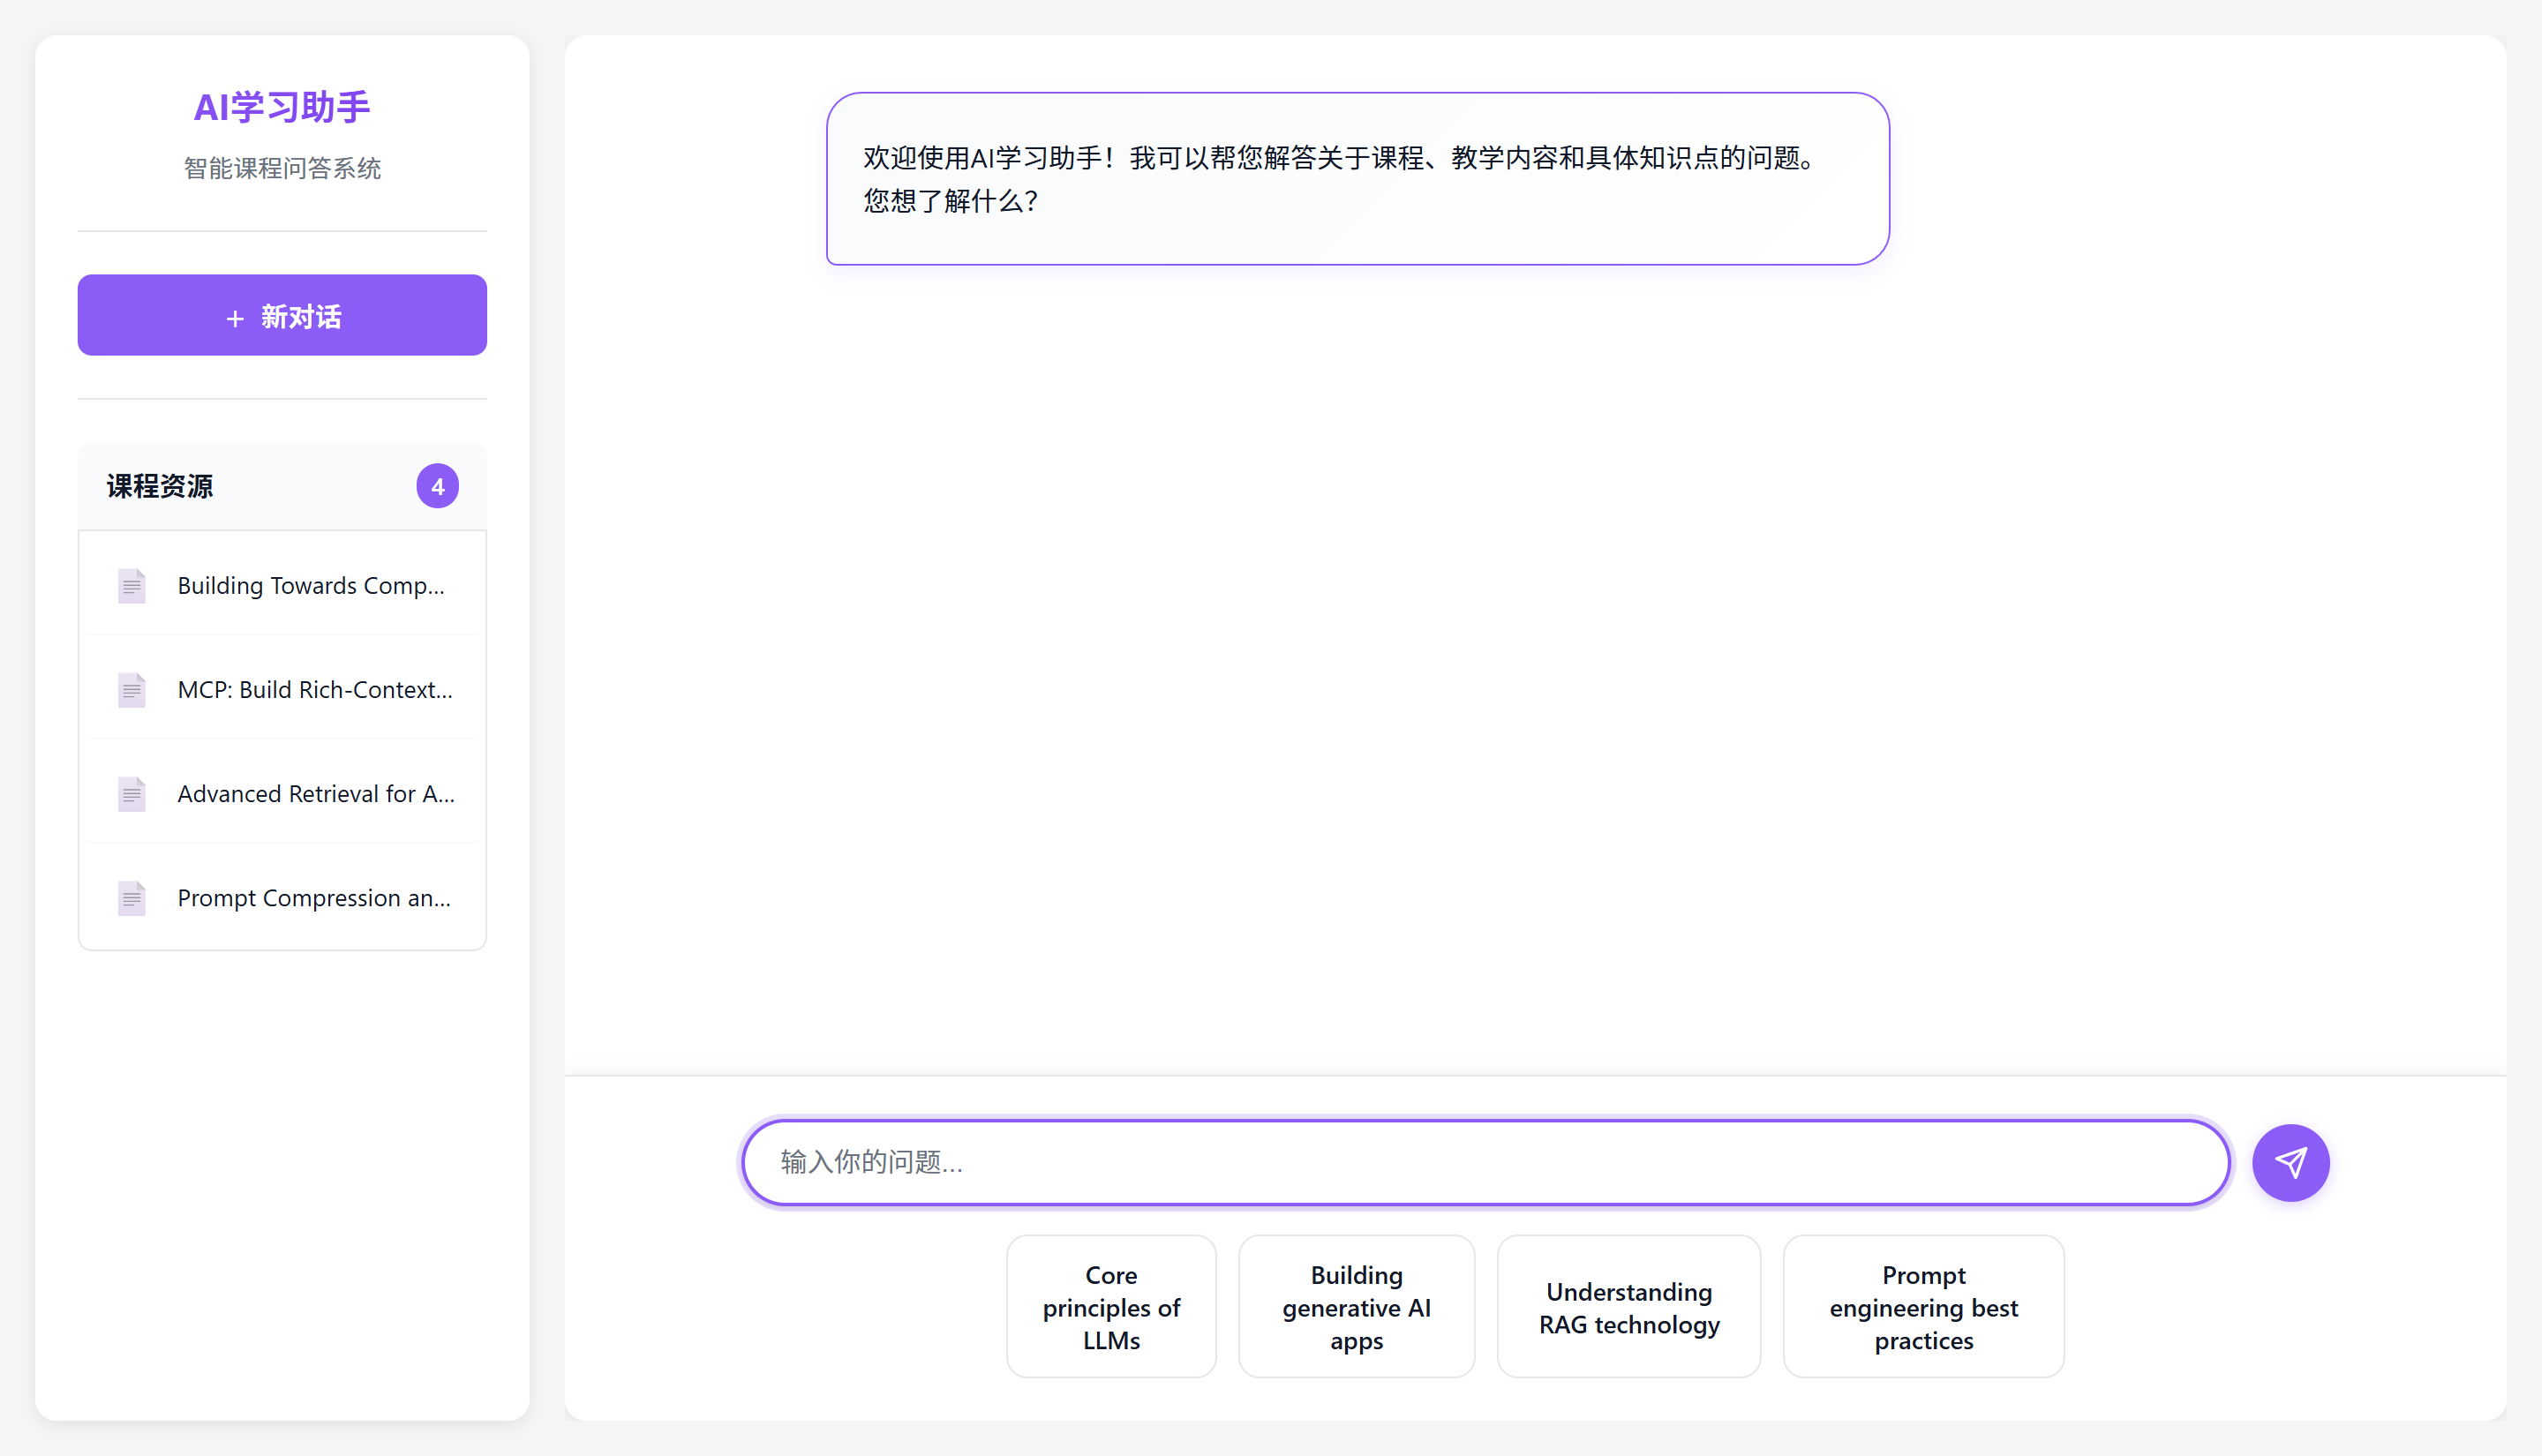 AI学习助手
智能课程问答系统
+ 新对话
课程资源
4
Building Towards Comp...
MCP: Build Rich-Context...
Advanced Retrieval for A...
Prompt Compression an...
欢迎使用AI学习助手！我可以帮您解答关于课程、教学内容和具体知识点的问题。
您想了解什么？
输入你的问题...
Core
principles of
LLMs
Building
generative AI
apps
Understanding
RAG technology
Prompt
engineering best
practices